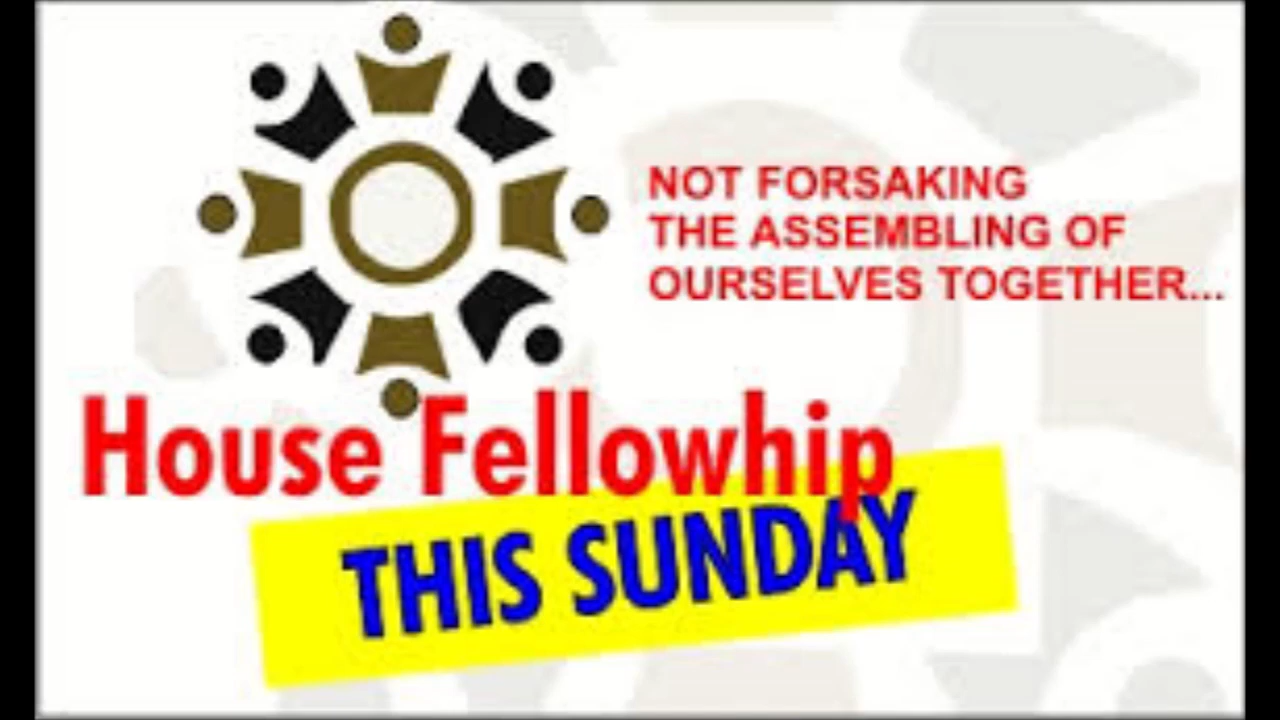 NOT FORSAKING
THE ASSEMBLING OF
OURSELVES TOGETHER...
House Fellowhip
THIS SUNDAY